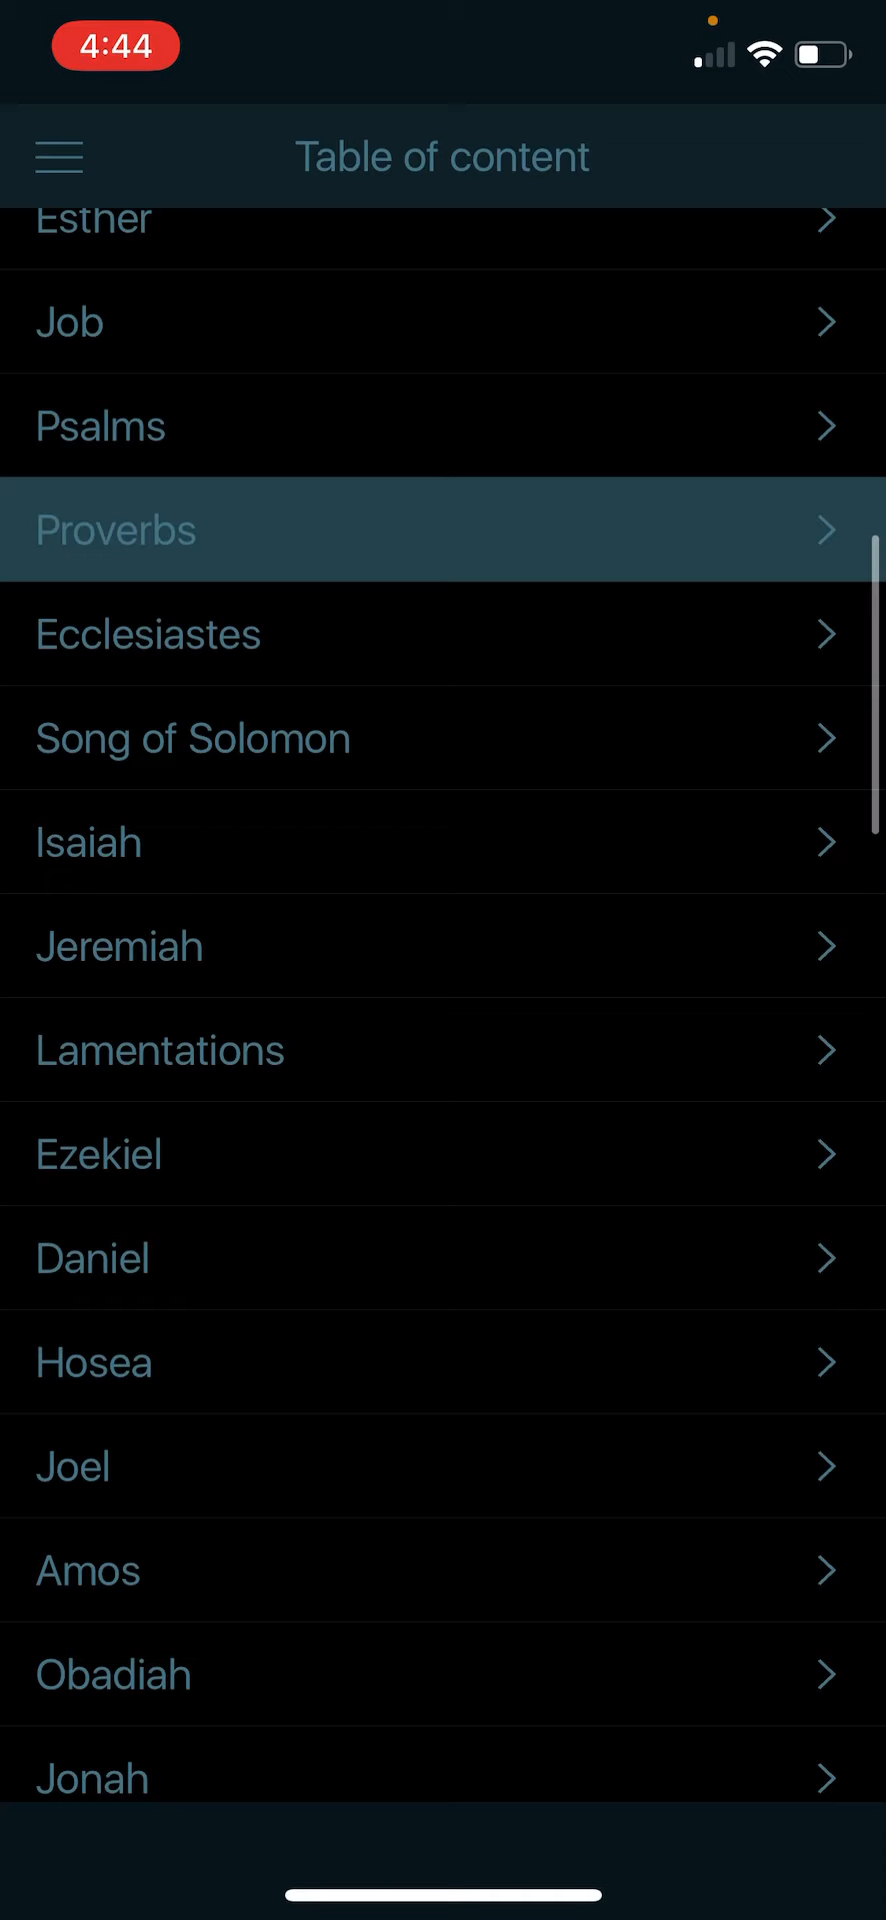 4:44
Table of content
Esther
Job
Psalms
Proverbs
Ecclesiastes
Song of Solomon
Isaiah
Jeremiah
Lamentations
Ezekiel
Daniel
Hosea
Joel
Amos
Obadiah
Jonah